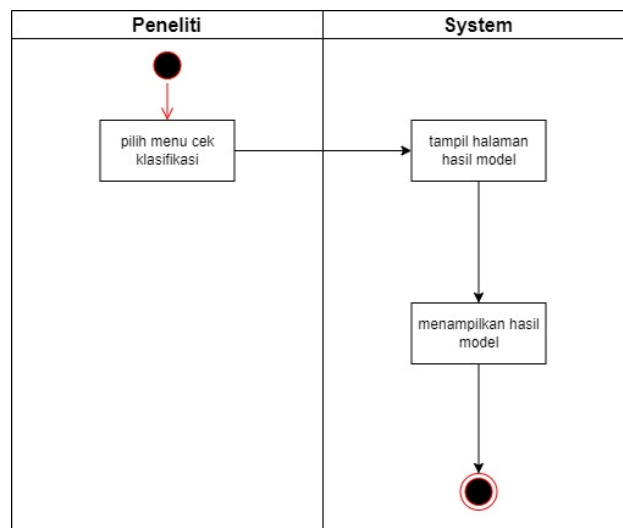 Peneliti
System
pilih menu cek
klasifikasi
tampil halaman
hasil model
menampilkan hasil
model